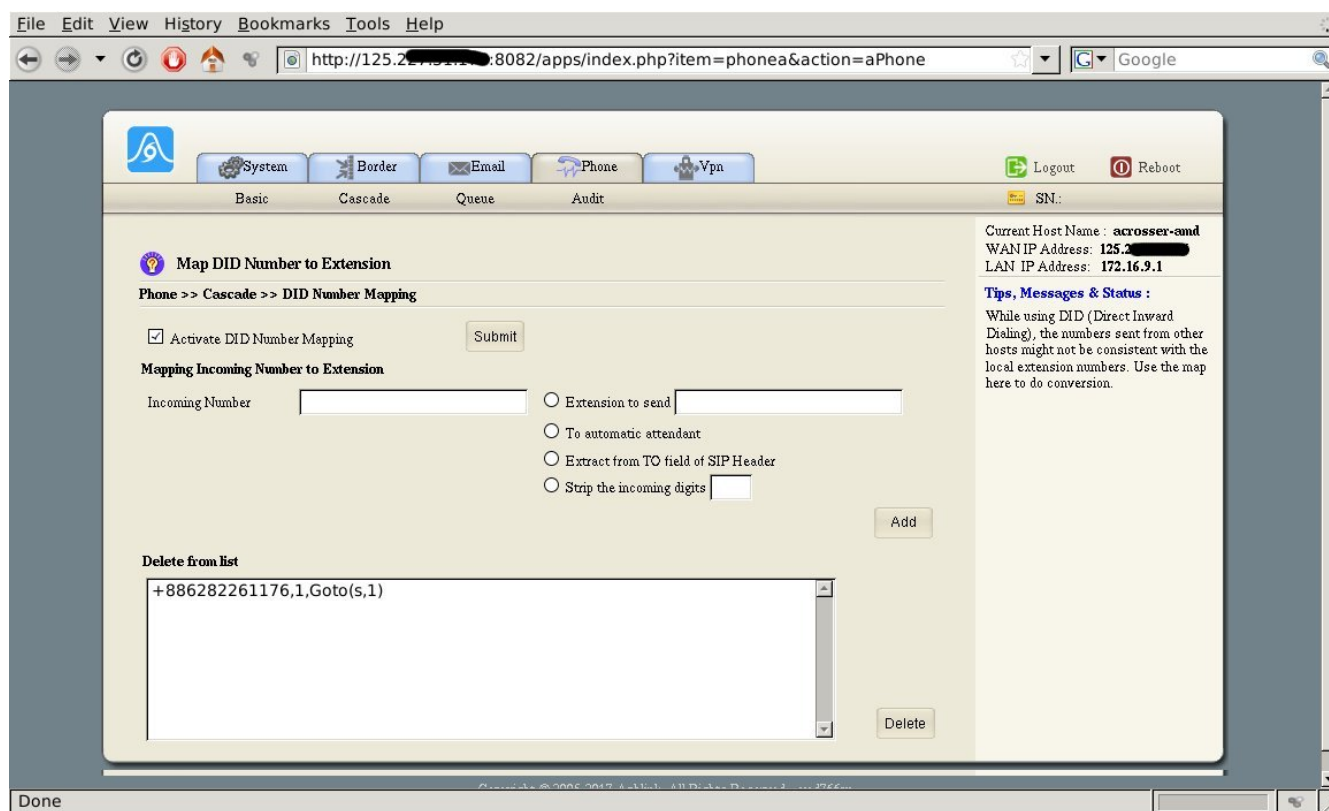 File Edit View History Bookmarks Tools Help
http://125.2 :8082/apps/index.php?item=phonea&action=aPhone
Google
System Border Email Phone Vpn
Logout Reboot
Basic Cascade Queue Audit
SN.:
Current Host Name : acrosser-amd
WAN IP Address: 125.2
LAN IP Address: 172.16.9.1
Map DID Number to Extension
Phone >> Cascade >> DID Number Mapping
Activate DID Number Mapping
Submit
Mapping Incoming Number to Extension
Incoming Number
Extension to send
To automatic attendant
Extract from TO field of SIP Header
Strip the incoming digits
Add
Delete from list
+886282261176,1,Goto(s,1)
Delete
Tips, Messages & Status :
While using DID (Direct Inward
Dialing), the numbers sent from other
hosts might not be consistent with the
local extension numbers. Use the map
here to do conversion.
Done